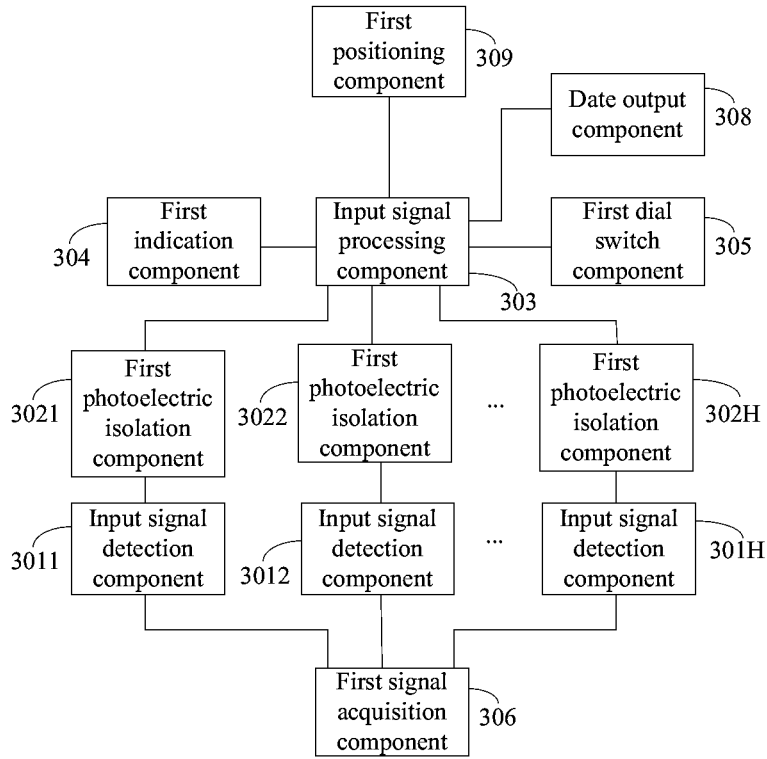 First
positioning
component
309
Date output
component
308
First
indication
component
304
Input signal
processing
component
303
First dial
switch
component
305
First
photoelectric
isolation
component
3021
First
photoelectric
isolation
component
3022
...
First
photoelectric
isolation
component
302H
Input signal
detection
component
3011
Input signal
detection
component
3012
...
Input signal
detection
component
301H
First signal
acquisition
component
306